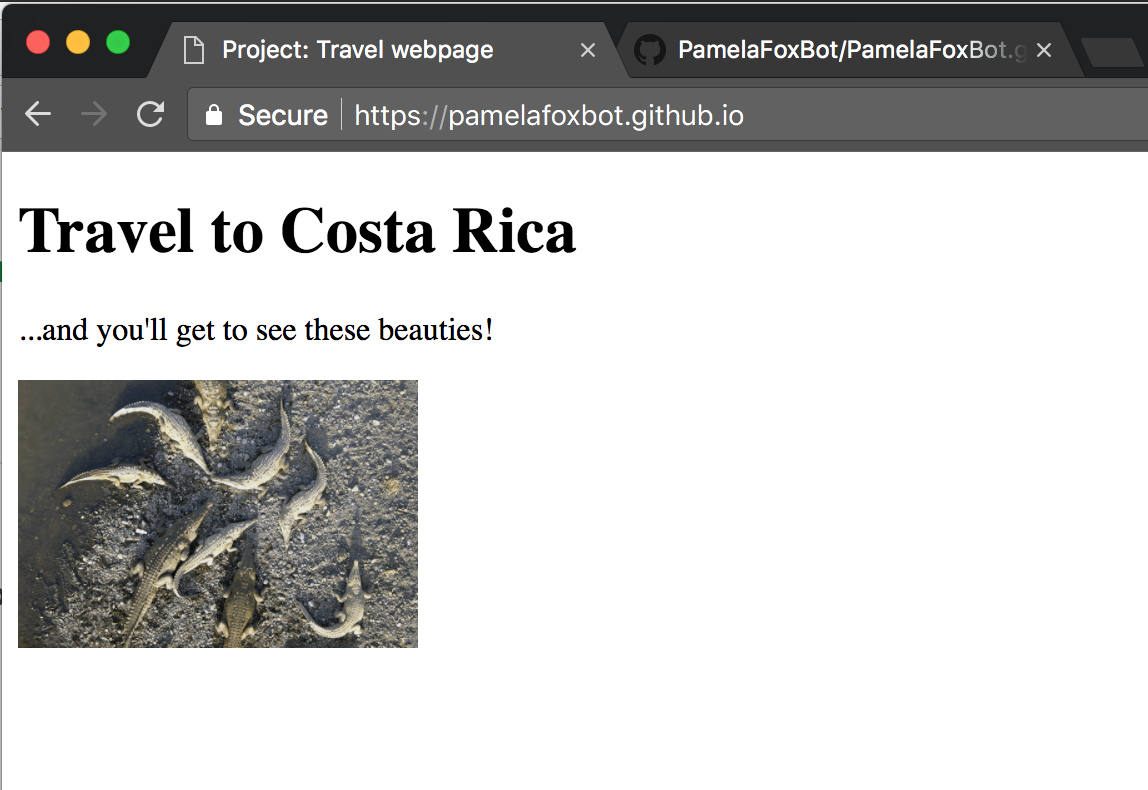 Project: Travel webpage
PamelaFoxBot/PamelaFoxBot.g
Secure
https://pamelafoxbot.github.io
Travel to Costa Rica
...and you'll get to see these beauties!